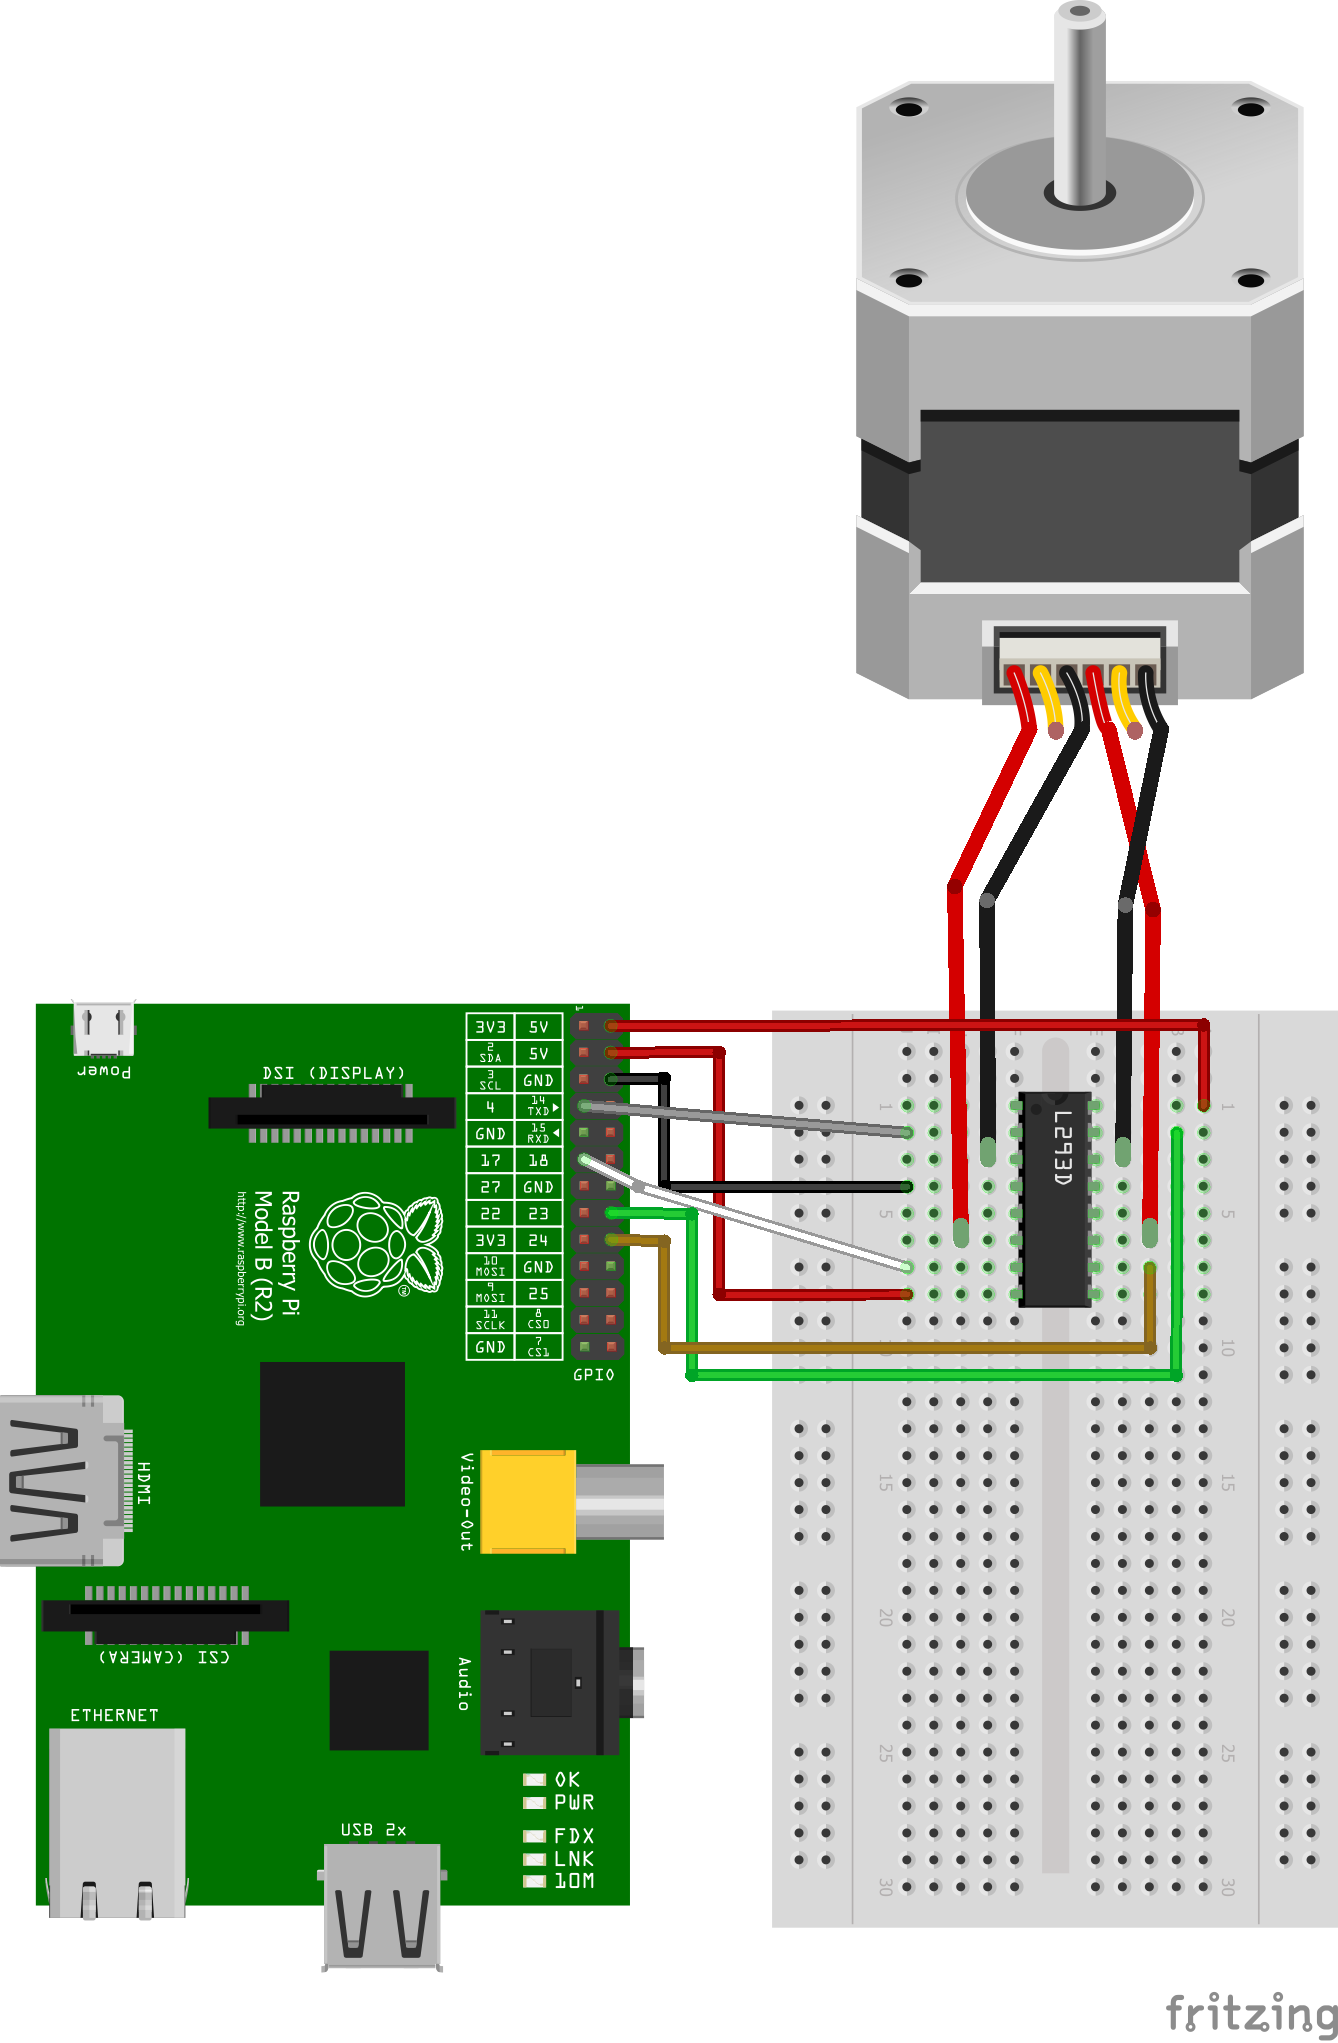 1
3V3 5V
2 SDA 5V
3 SCL GND
4 14 TXD
GND 15 RXD
17 18
27 GND
22 23
3V3 24
10 MOSI GND
9 MOSI 25
11 SCLK 8 CS0
GND 7 CS1
GPIO
Power
DSI (DISPLAY)
Raspberry Pi
Model B (R2)
http://www.raspberrypi.org
TM
L293D
1 1
5 5
10 10
15 15
20 20
25 25
30 30
HDMI
Video-Out
CSI (CAMERA)
Audio
ETHERNET
OK
PWR
FDX
LNK
10M
USB 2x
fritzing